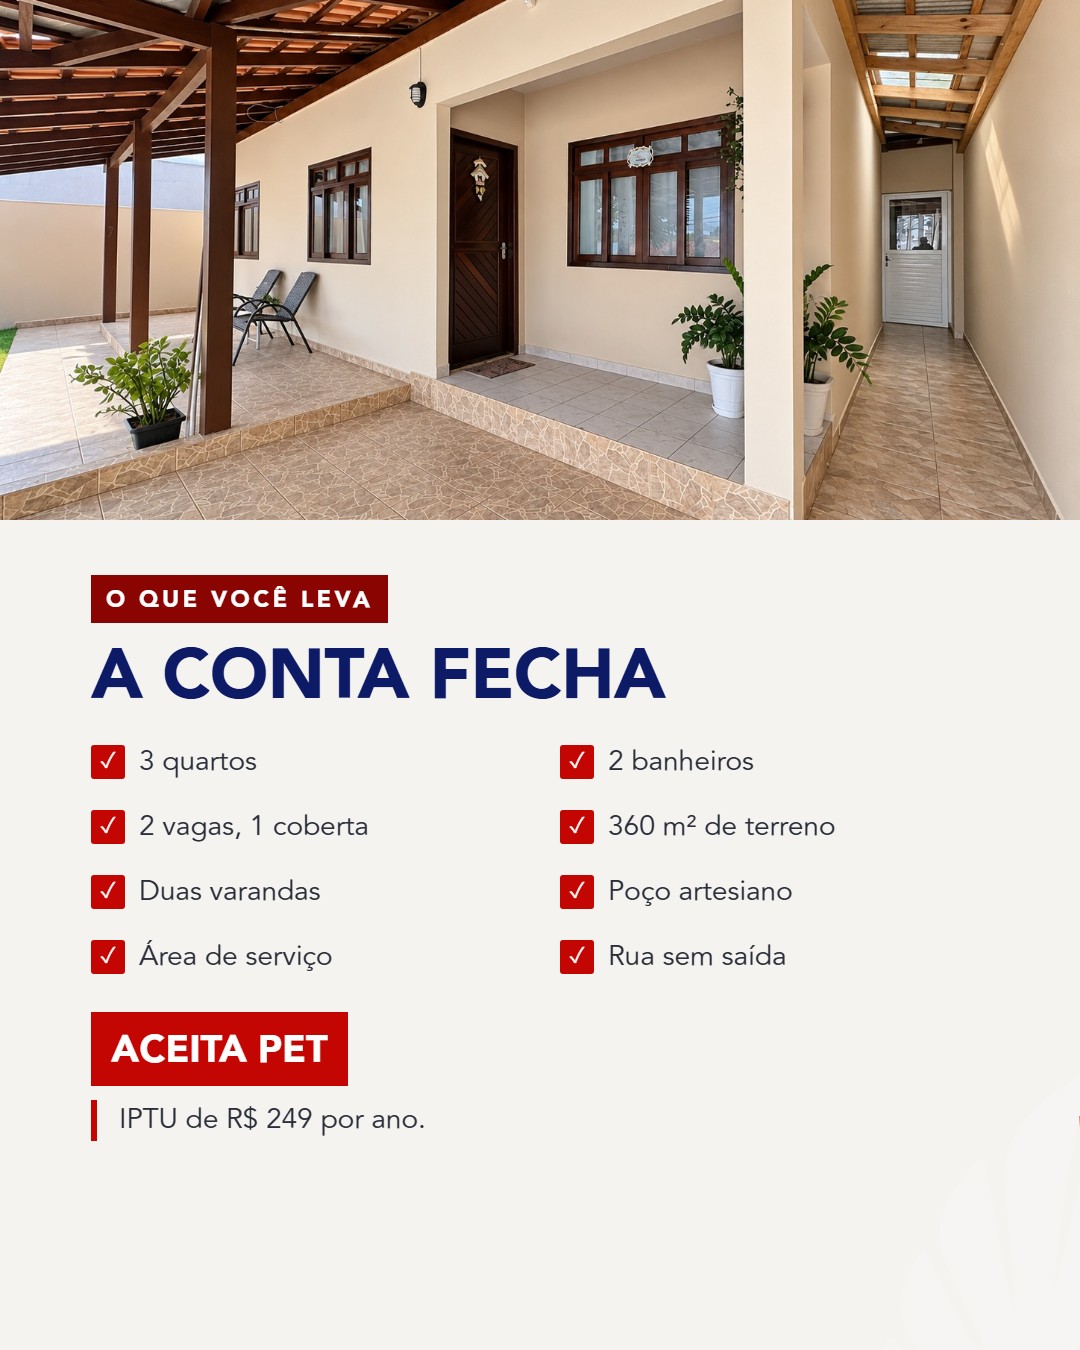 O QUE VOCÊ LEVA
A CONTA FECHA
✓ 3 quartos
✓ 2 banheiros
✓ 2 vagas, 1 coberta
✓ 360 m² de terreno
✓ Duas varandas
✓ Poço artesiano
✓ Área de serviço
✓ Rua sem saída
ACEITA PET
IPTU de R$ 249 por ano.